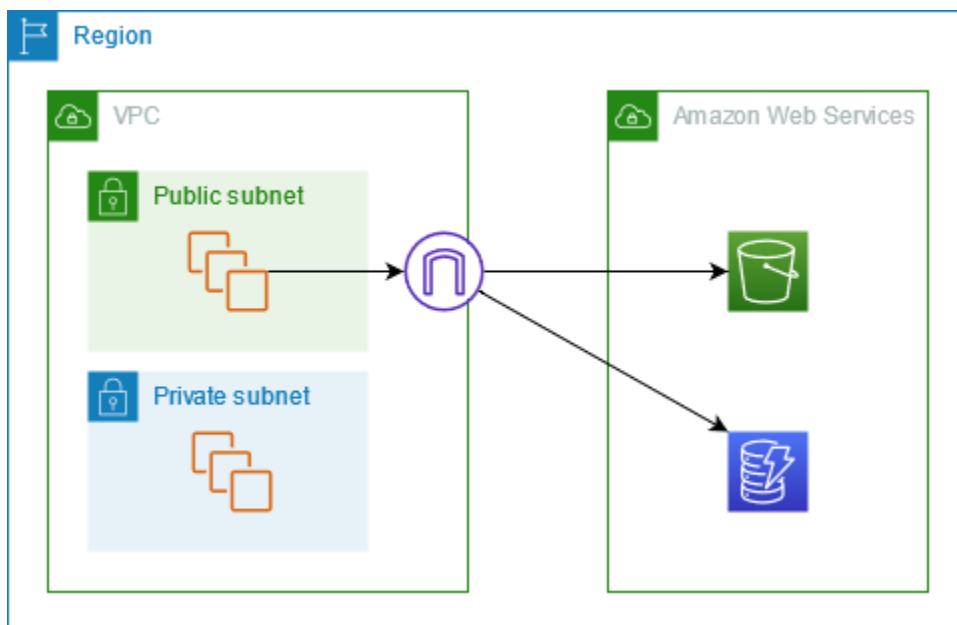 Region
VPC
Amazon Web Services
Public subnet
Private subnet